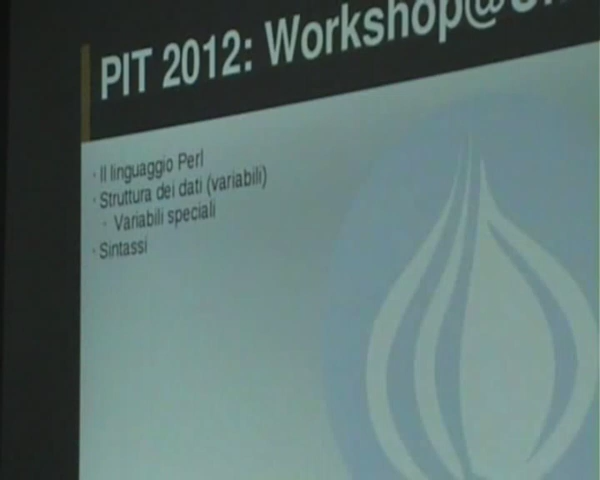 PIT 2012: Workshop@
· Il linguaggio Perl
· Struttura dei dati (variabili)
· Variabili speciali
· Sintassi